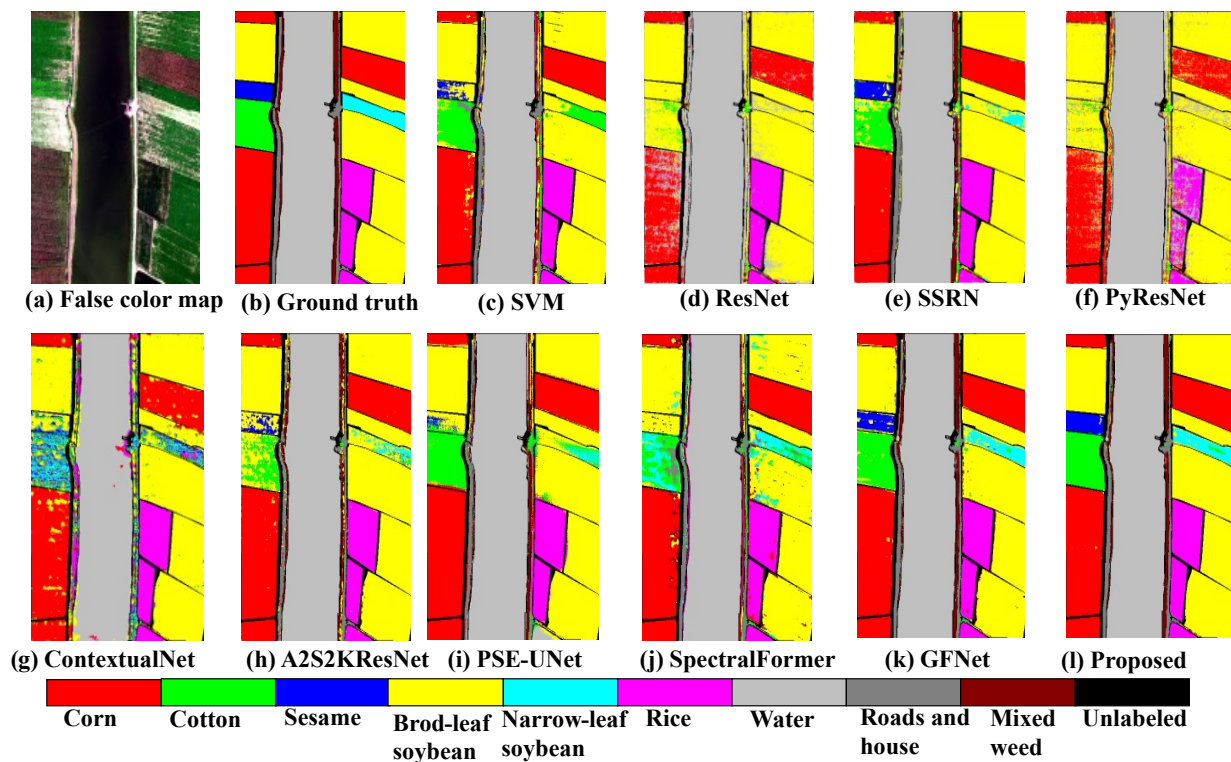 (a) False color map
(b) Ground truth
(c) SVM
(d) ResNet
(e) SSRN
(f) PyResNet
(g) ContextualNet
(h) A2S2KResNet
(i) PSE-UNet
(j) SpectralFormer
(k) GFNet
(l) Proposed
Corn
Cotton
Sesame
Brod-leaf
soybean
Narrow-leaf
soybean
Rice
Water
Roads and
house
Mixed
weed
Unlabeled